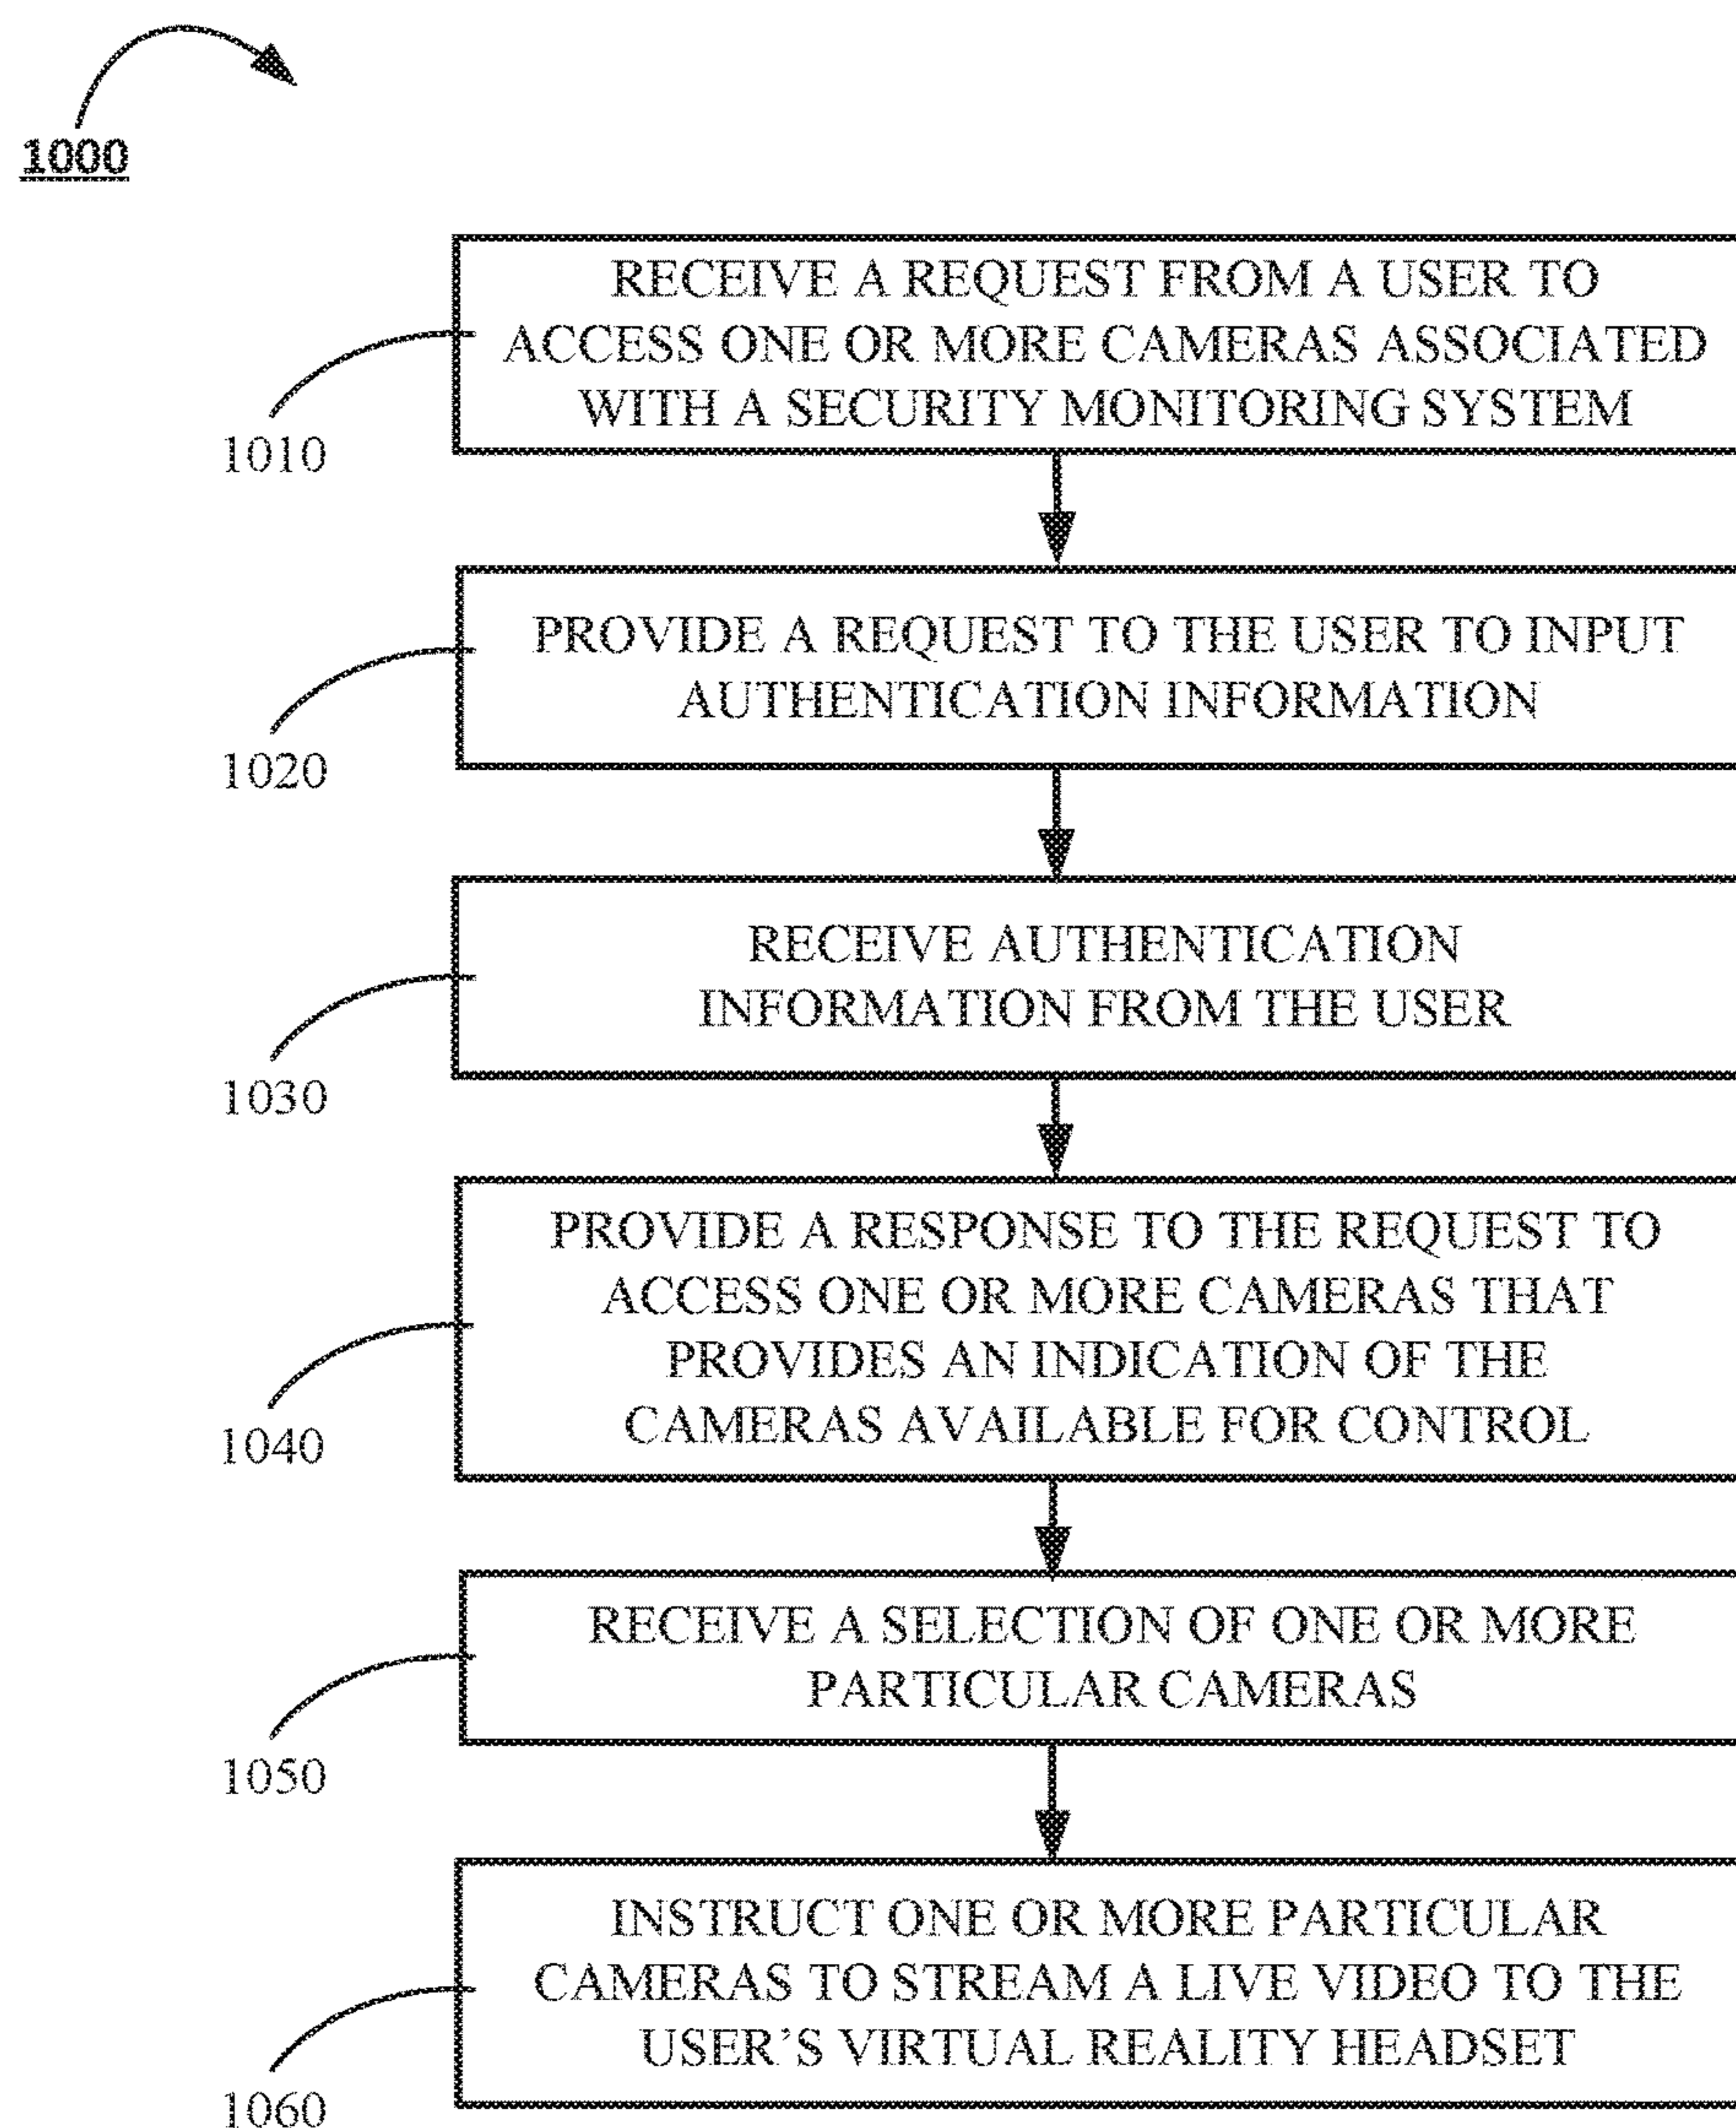 1000
RECEIVE A REQUEST FROM A USER TO
ACCESS ONE OR MORE CAMERAS ASSOCIATED
WITH A SECURITY MONITORING SYSTEM
1010
PROVIDE A REQUEST TO THE USER TO INPUT
AUTHENTICATION INFORMATION
1020
RECEIVE AUTHENTICATION
INFORMATION FROM THE USER
1030
PROVIDE A RESPONSE TO THE REQUEST TO
ACCESS ONE OR MORE CAMERAS THAT
PROVIDES AN INDICATION OF THE
CAMERAS AVAILABLE FOR CONTROL
1040
RECEIVE A SELECTION OF ONE OR MORE
PARTICULAR CAMERAS
1050
INSTRUCT ONE OR MORE PARTICULAR
CAMERAS TO STREAM A LIVE VIDEO TO THE
USER’S VIRTUAL REALITY HEADSET
1060